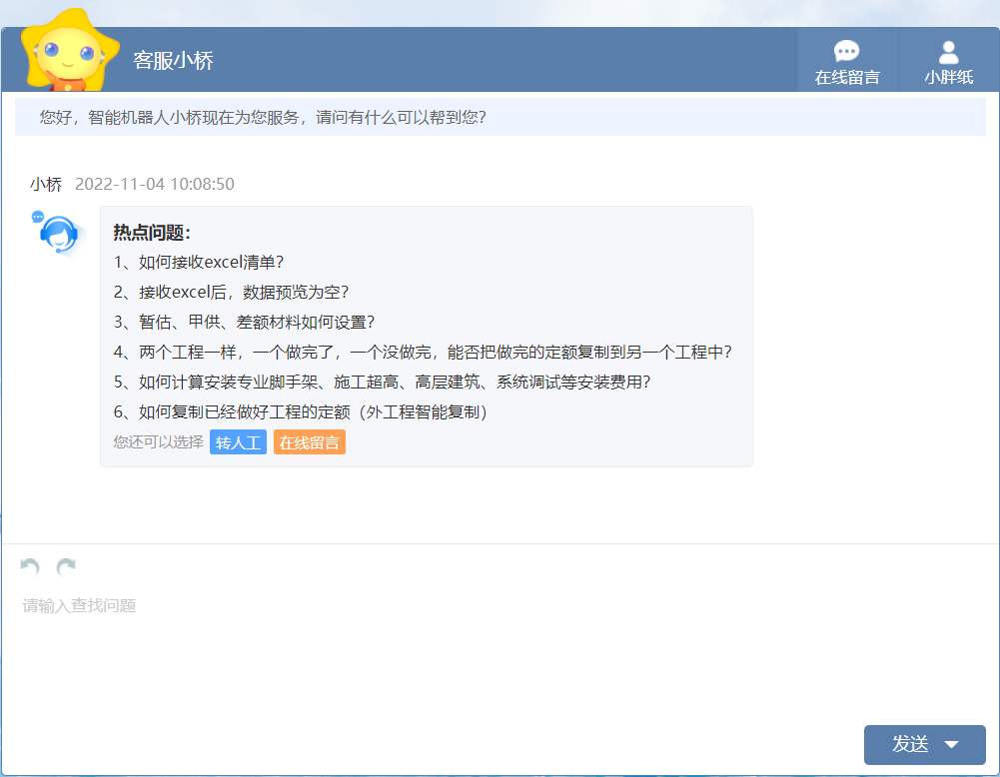 客服小桥
在线留言
小胖纸
您好，智能机器人小桥现在为您服务，请问有什么可以帮到您?
小桥 2022-11-04 10:08:50
热点问题：
1、如何接收excel清单?
2、接收excel后，数据预览为空?
3、暂估、甲供、差额材料如何设置?
4、两个工程一样，一个做完了，一个没做完，能否把做完的定额复制到另一个工程中?
5、如何计算安装专业脚手架、施工超高、高层建筑、系统调试等安装费用?
6、如何复制已经做好工程的定额（外工程智能复制）
您还可以选择 转人工 在线留言
请输入查找问题
发送